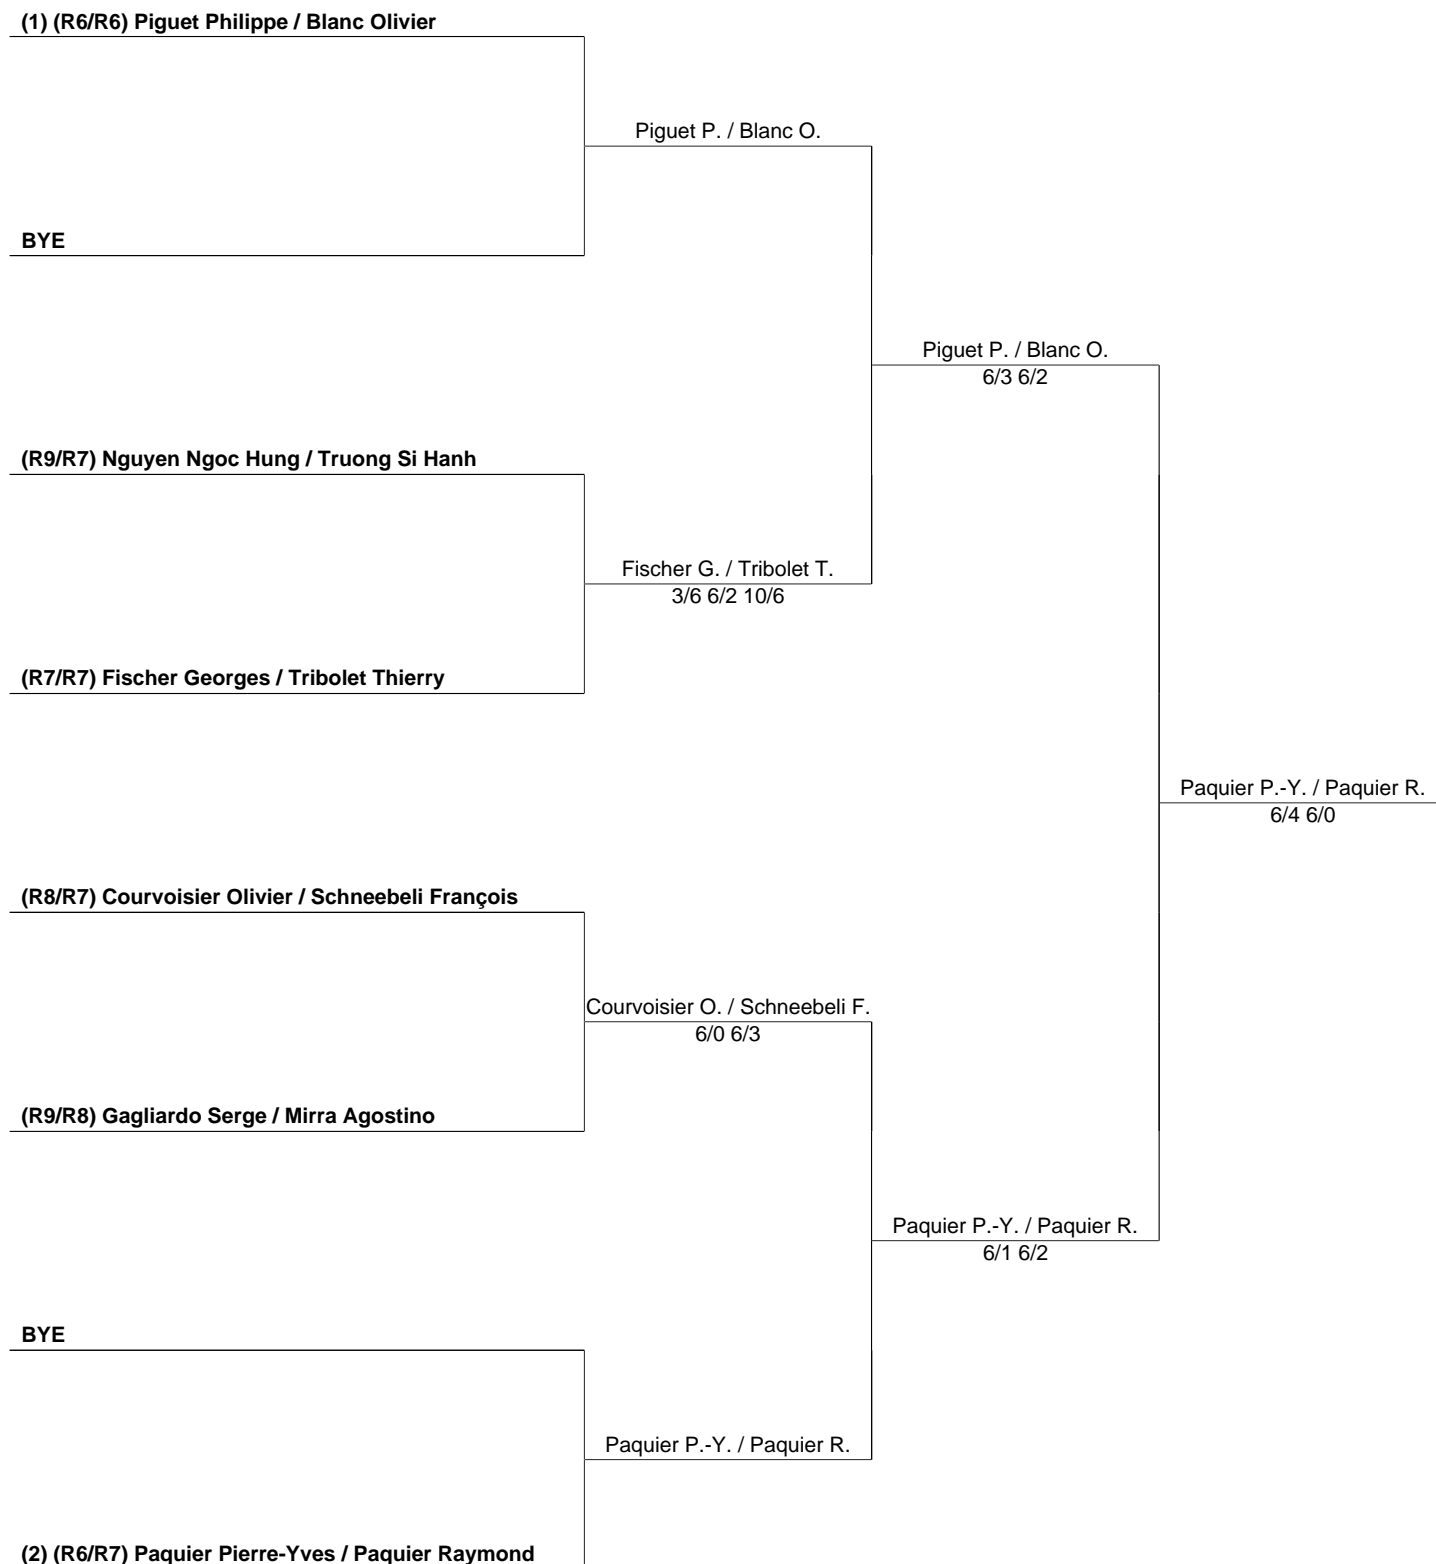 (1) (R6/R6) Piguet Philippe / Blanc Olivier
Piguet P. / Blanc O.
BYE
Piguet P. / Blanc O.
6/3 6/2
(R9/R7) Nguyen Ngoc Hung / Truong Si Hanh
Fischer G. / Tribolet T.
3/6 6/2 10/6
(R7/R7) Fischer Georges / Tribolet Thierry
Paquier P.-Y. / Paquier R.
6/4 6/0
(R8/R7) Courvoisier Olivier / Schneebeli François
Courvoisier O. / Schneebeli F.
6/0 6/3
(R9/R8) Gagliardo Serge / Mirra Agostino
Paquier P.-Y. / Paquier R.
6/1 6/2
BYE
Paquier P.-Y. / Paquier R.
(2) (R6/R7) Paquier Pierre-Yves / Paquier Raymond